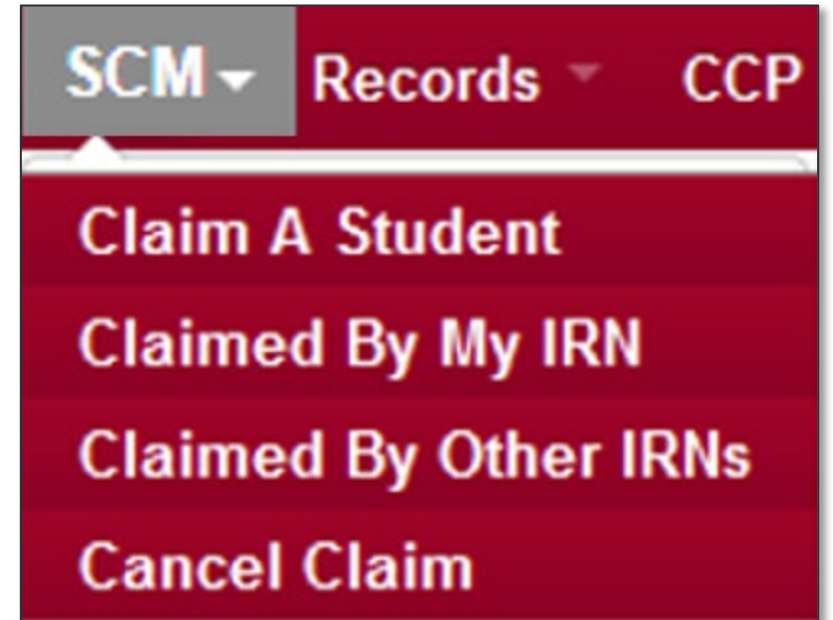 SCM Records CCP
Claim A Student
Claimed By My IRN
Claimed By Other IRNs
Cancel Claim